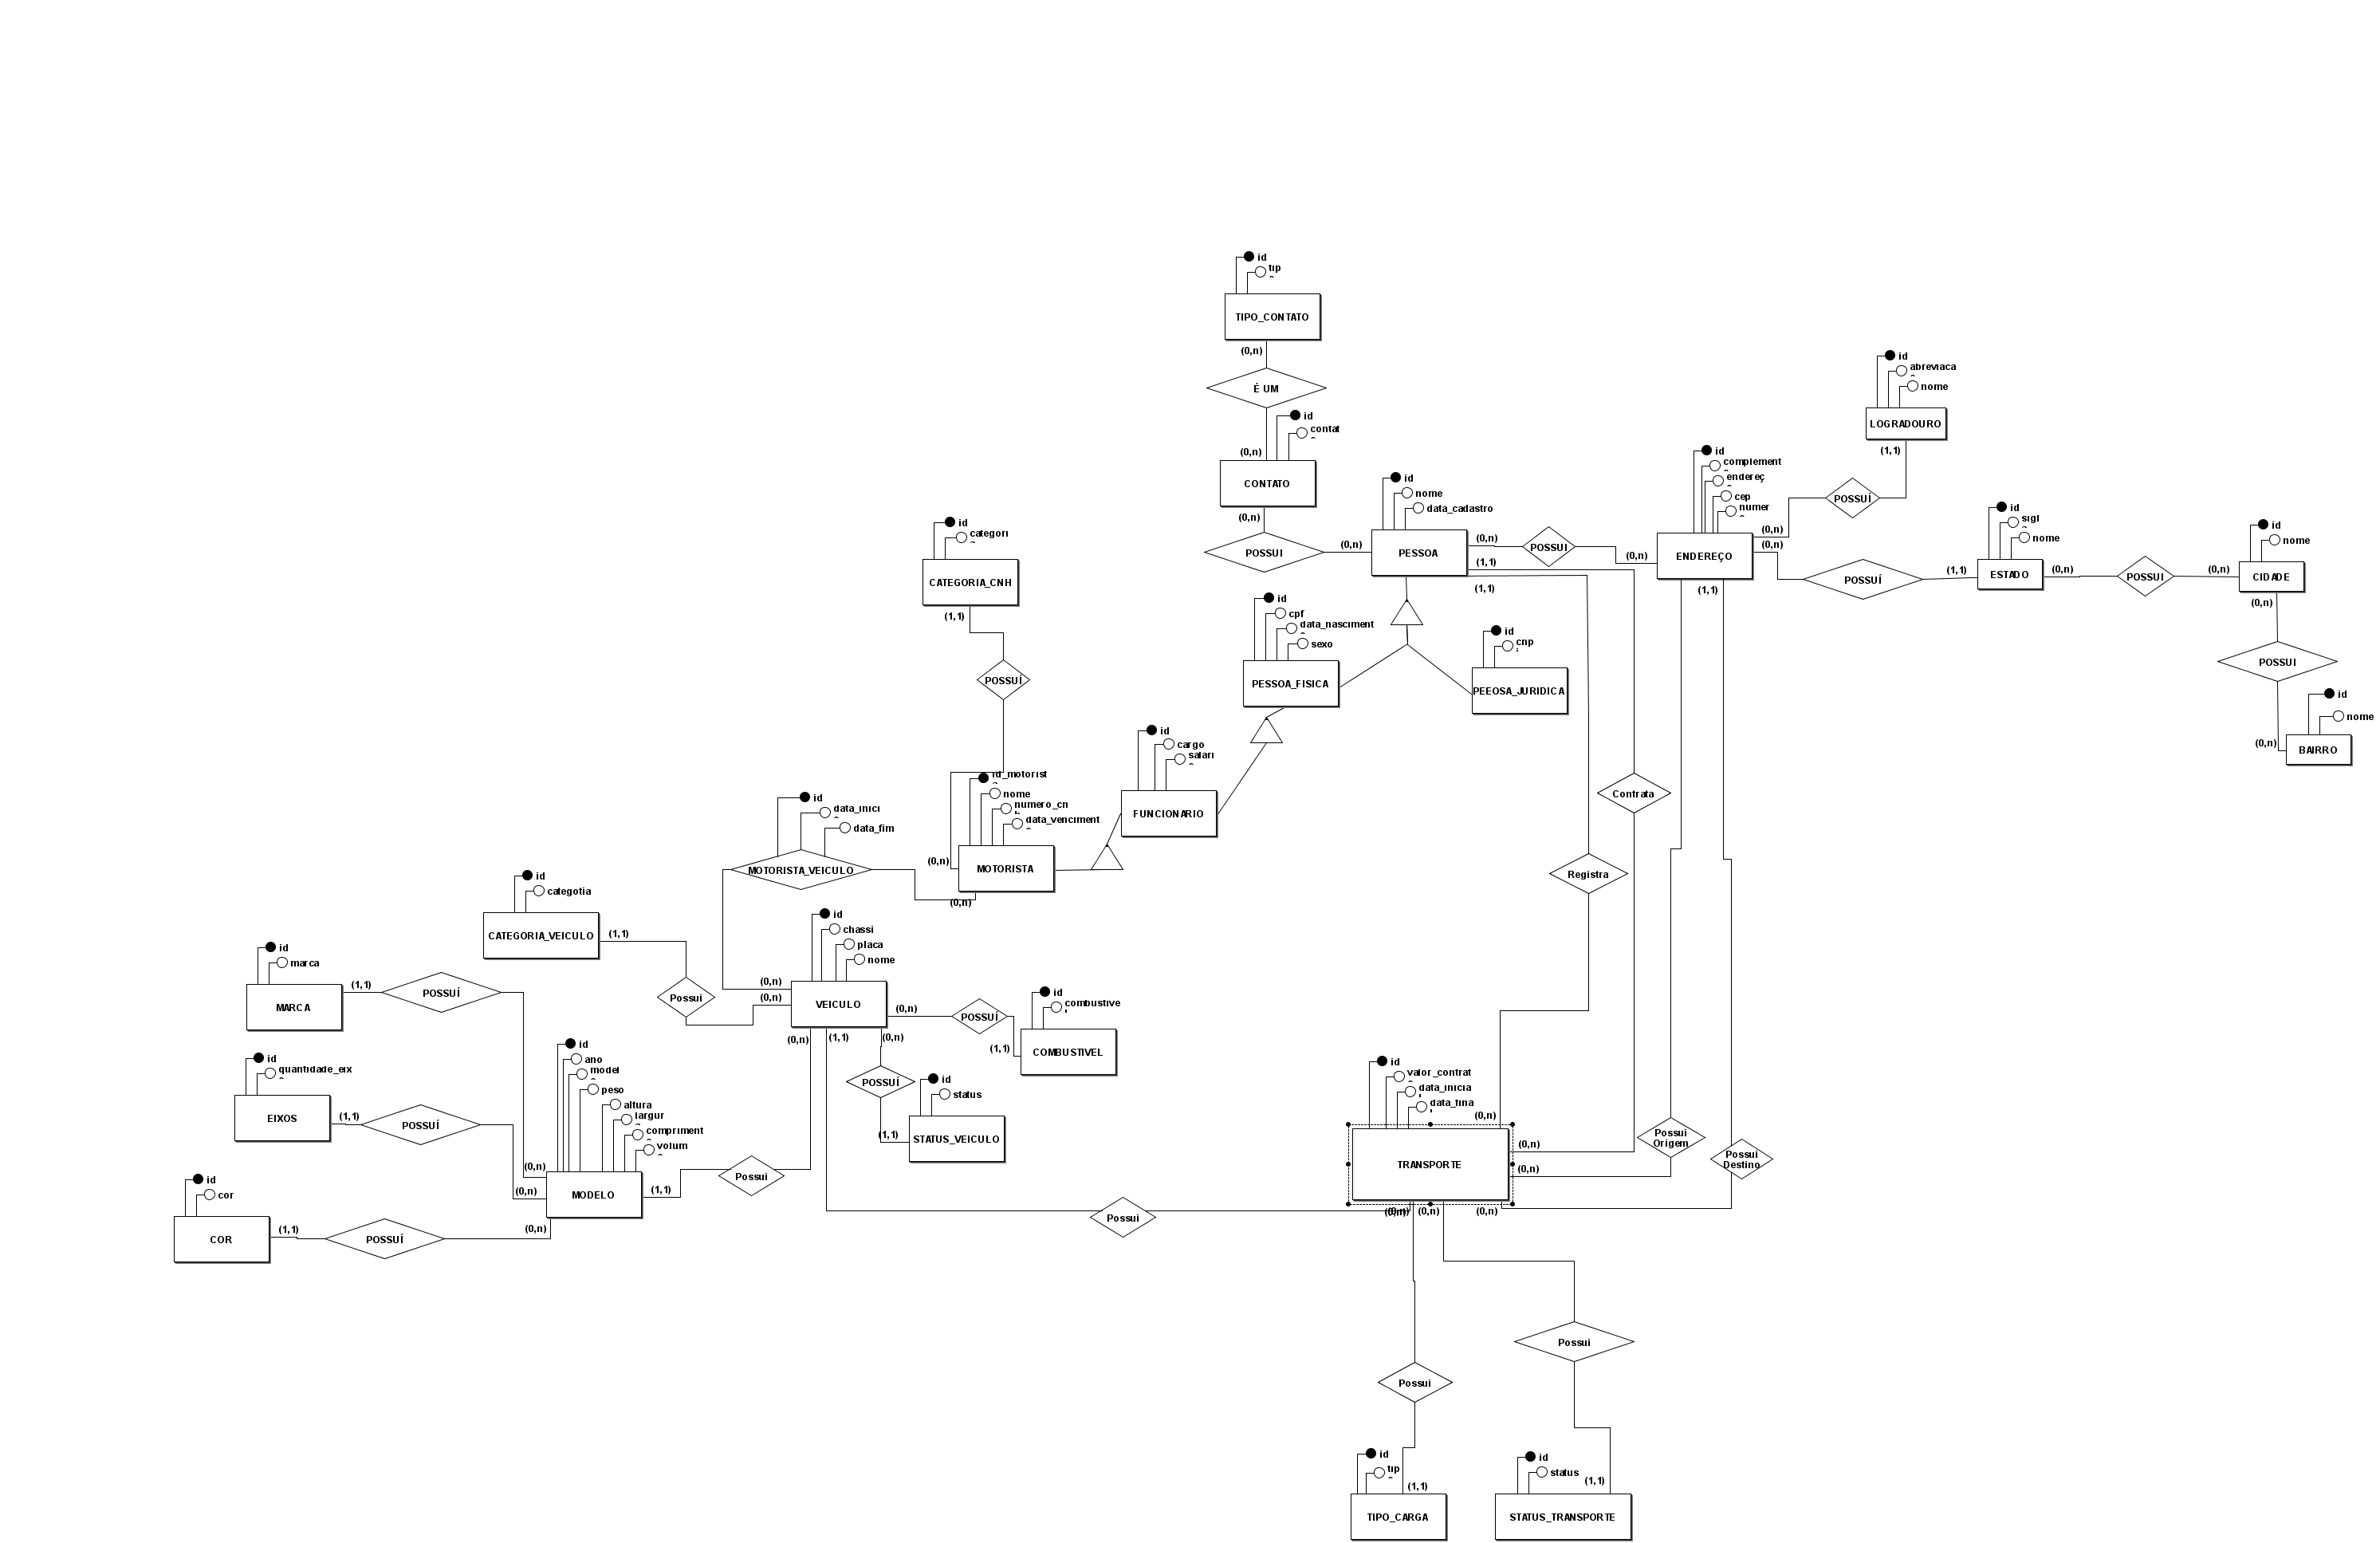 id
tip
TIPO_CONTATO
(0,n)
É UM
id
contat
(0,n)
CONTATO
(0,n)
POSSUI
(0,n)
id
nome
data_cadastro
PESSOA
(0,n)
(1,1)
(1,1)
POSSUI
(0,n)
id
complement
endereç
cep
numer
ENDEREÇO
(0,n)
(0,n)
(1,1)
id
abreviaca
nome
LOGRADOURO
(1,1)
POSSUÍ
POSSUÍ
(1,1)
id
sigl
nome
ESTADO
(0,n)
POSSUI
(0,n)
id
nome
CIDADE
(0,n)
POSSUI
(0,n)
id
nome
BAIRRO
id
categori
CATEGORIA_CNH
(1,1)
POSSUÍ
id
cpf
data_nasciment
sexo
PESSOA_FISICA
id
cnp
PEEOSA_JURIDICA
id
cargo
salari
FUNCIONARIO
id_motorist
nome
numero_cn
data_venciment
(0,n)
MOTORISTA
(0,n)
id
data_inici
data_fim
MOTORISTA_VEICULO
Contrata
Registra
id
categotia
CATEGORIA_VEICULO
(1,1)
Possui
id
chassi
placa
nome
(0,n)
(0,n)
VEICULO
(0,n)
(0,n)
(1,1)
(0,n)
POSSUÍ
(1,1)
id
combustive
COMBUSTIVEL
POSSUÍ
(1,1)
id
status
STATUS_VEICULO
id
marca
MARCA
(1,1)
POSSUÍ
id
quantidade_eix
EIXOS
(1,1)
POSSUÍ
id
cor
COR
(1,1)
POSSUÍ
id
ano
model
peso
altura
largur
compriment
volum
(0,n)
(0,n)
(0,n)
MODELO
(1,1)
Possui
Possui
id
valor_contrat
data_inicia
data_fina
(0,n)
TRANSPORTE
(0,n)
(0,n)
(0,n)
(0,n)
(0,n)
Possui
Origem
Possui
Destino
Possui
Possui
id
tip
(1,1)
TIPO_CARGA
id
status
(1,1)
STATUS_TRANSPORTE